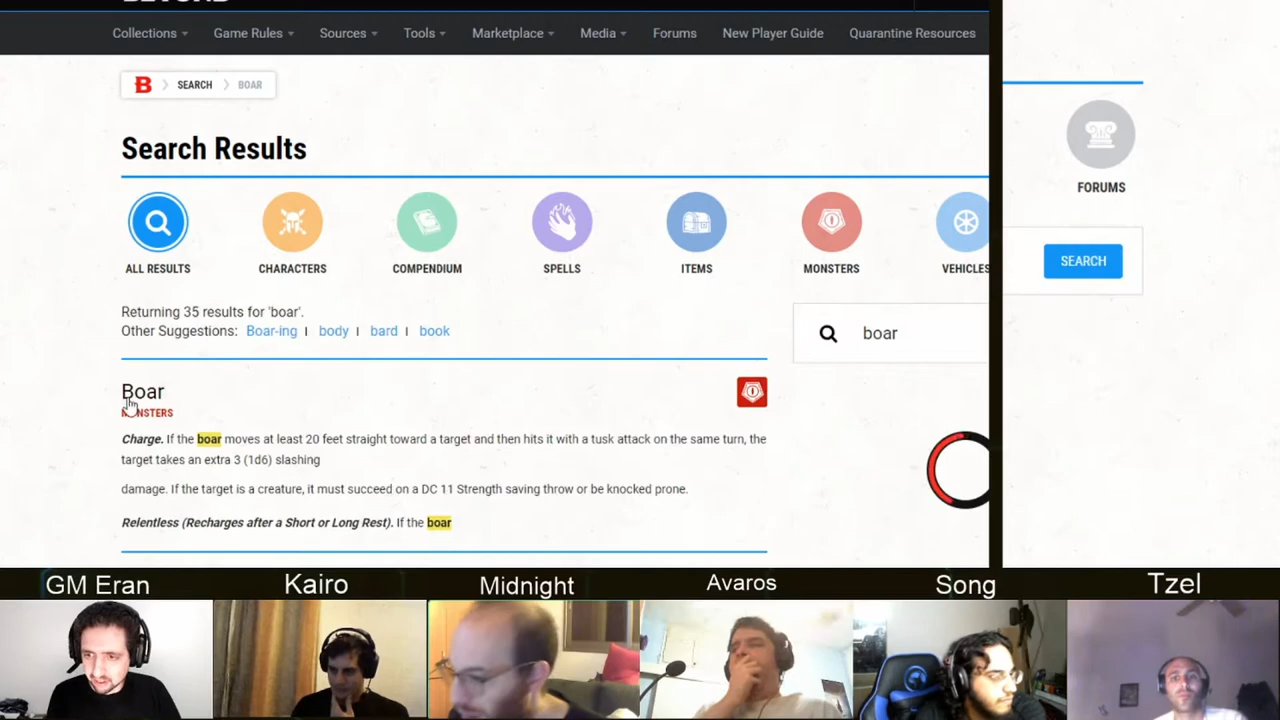 BEYOND
Collections Game Rules Sources Tools Marketplace Media Forums New Player Guide Quarantine Resources
B SEARCH BOAR
Search Results
ALL RESULTS CHARACTERS COMPENDIUM SPELLS ITEMS MONSTERS VEHICLES
FORUMS
SEARCH
Returning 35 results for 'boar'.
Other Suggestions: Boar-ing | body | bard | book
boar
Boar
MONSTERS
Charge. If the boar moves at least 20 feet straight toward a target and then hits it with a tusk attack on the same turn, the
target takes an extra 3 (1d6) slashing
damage. If the target is a creature, it must succeed on a DC 11 Strength saving throw or be knocked prone.
Relentless (Recharges after a Short or Long Rest). If the boar
GM Eran Kairo Midnight Avaros Song Tzel